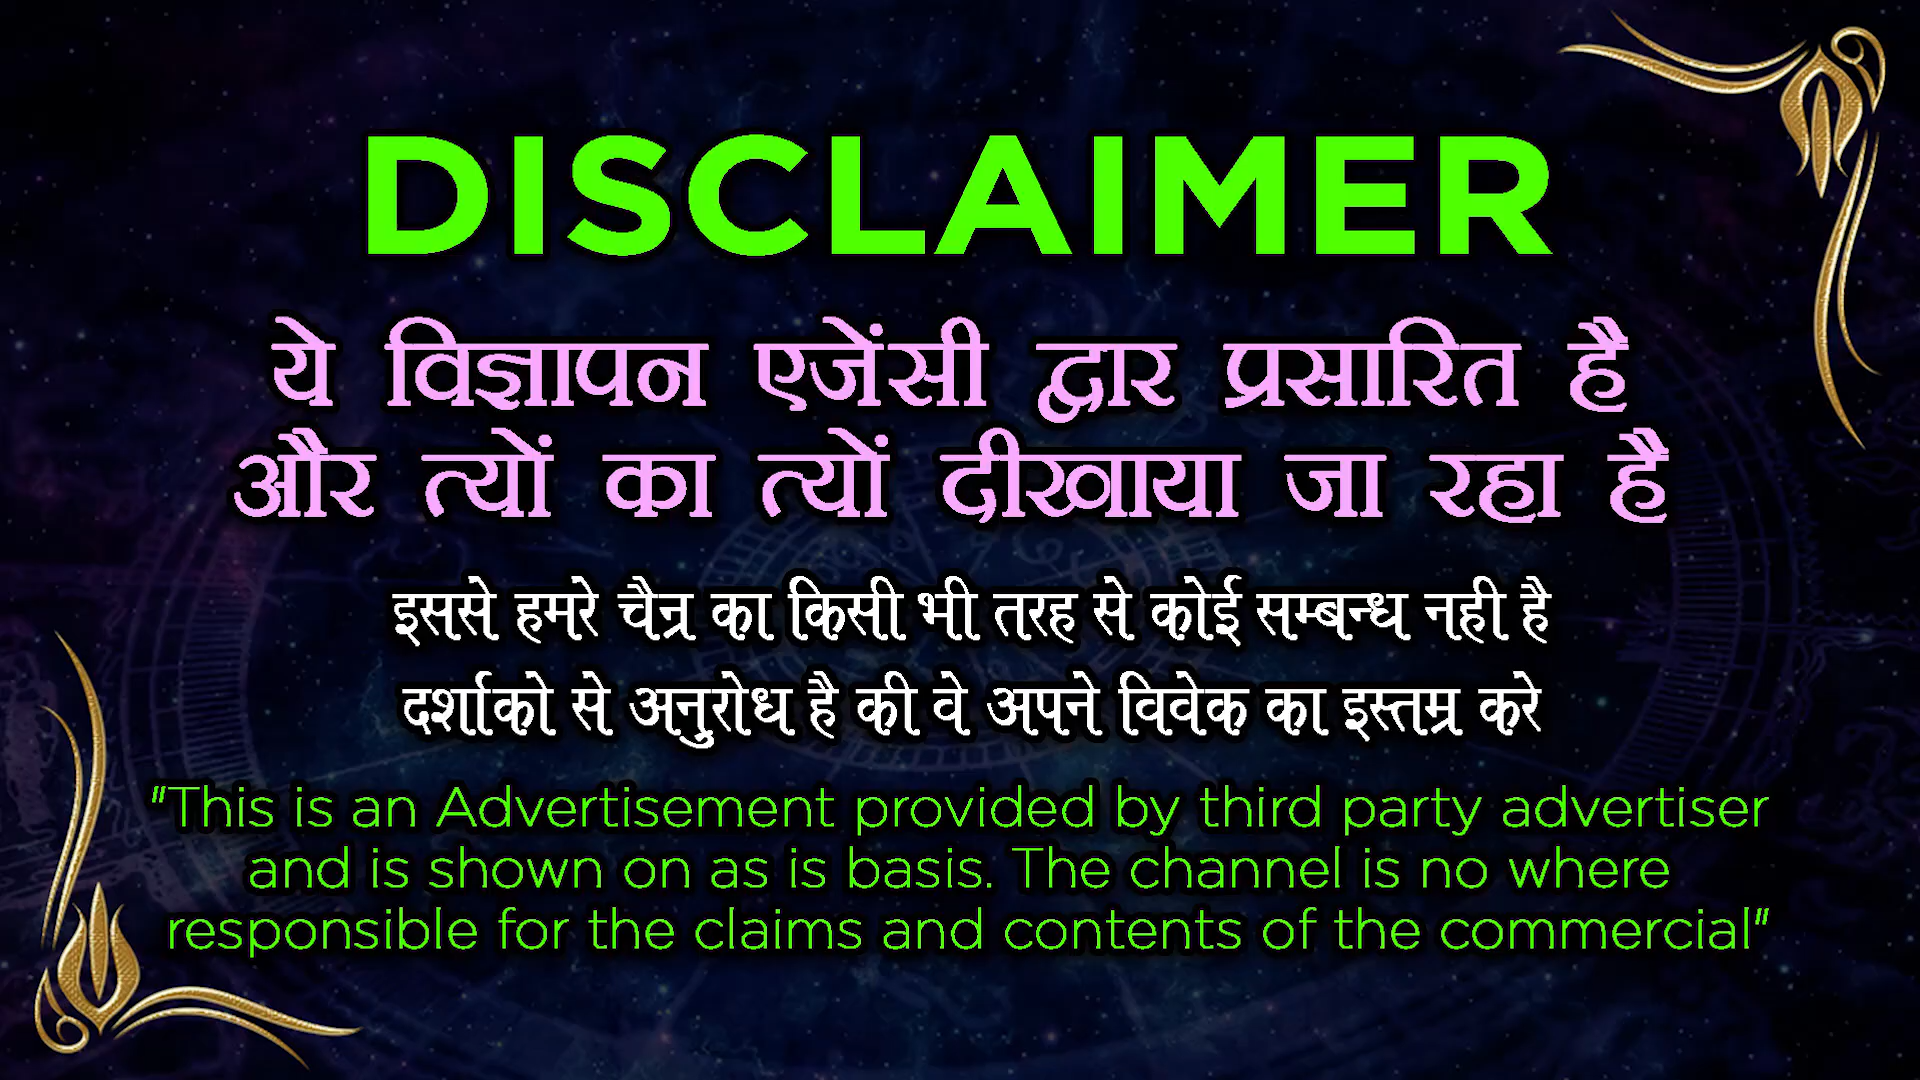 DISCLAIMER
ये विज्ञापन एजेंसी द्वार प्रसारित है
और त्यों का त्यों दीखाया जा रहा है
इससे हमरे चैन्र का किसी भी तरह से कोई सम्बन्ध नही है
दर्शाको से अनुरोध है की वे अपने विवेक का इस्तम्र करे
"This is an Advertisement provided by third party advertiser
and is shown on as is basis. The channel is no where
responsible for the claims and contents of the commercial"